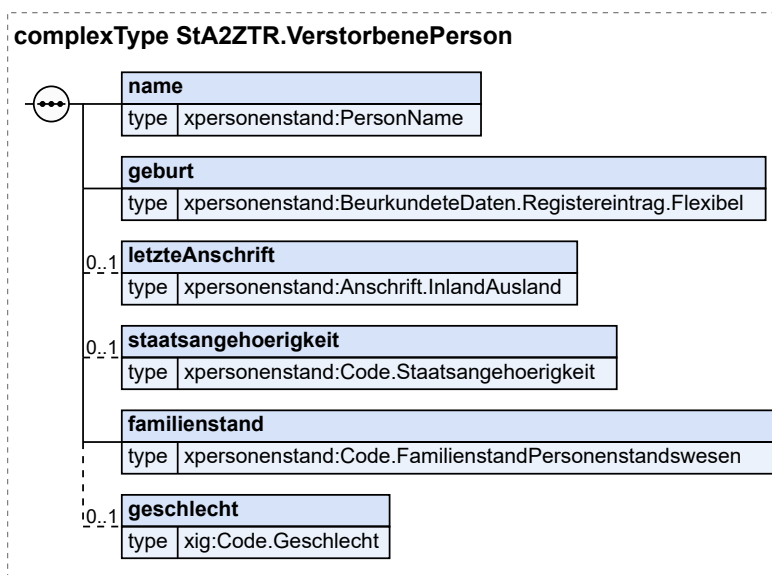 complexType StA2ZTR.VerstorbenePerson
name
type xpersonenstand:PersonName
geburt
type xpersonenstand:BeurkundeteDaten.Registereintrag.Flexibel
0..1 letzteAnschrift
type xpersonenstand:Anschrift.InlandAusland
0..1 staatsangehoerigkeit
type xpersonenstand:Code.Staatsangehoerigkeit
familienstand
type xpersonenstand:Code.FamilienstandPersonenstandswesen
0..1 geschlecht
type xig:Code.Geschlecht